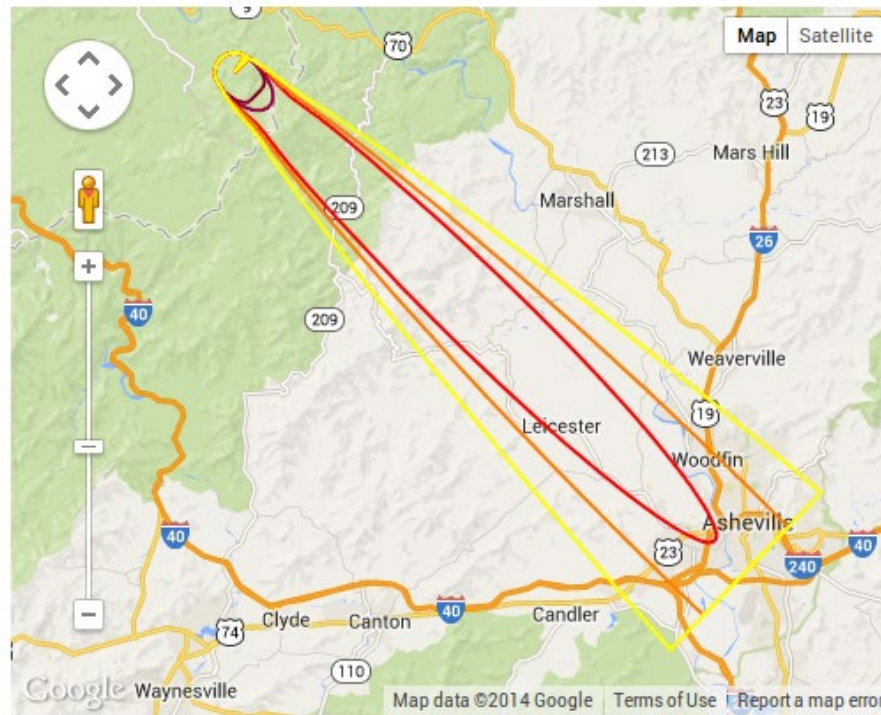 9
70
Map
Satellite
23
19
213
Mars Hill
Marshall
209
26
40
209
Weaverville
19
Leicester
Woodfin
Asheville
40
23
40
240
Clyde
Canton
40
Candler
74
110
Google
Waynesville
Map data ©2014 Google
Terms of Use
Report a map error